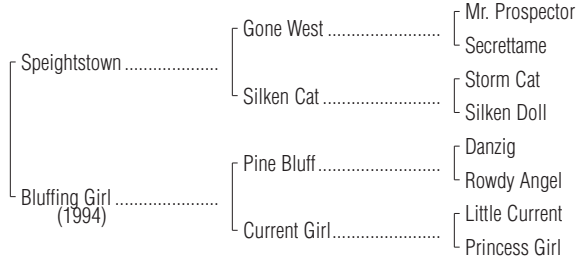 Mr. Prospector
Gone West ........................
Secrettame
Speightstown ....................
Storm Cat
Silken Cat .........................
Silken Doll
Danzig
Pine Bluff ..........................
Rowdy Angel
Bluffing Girl ......................
(1994)
Little Current
Current Girl .......................
Princess Girl